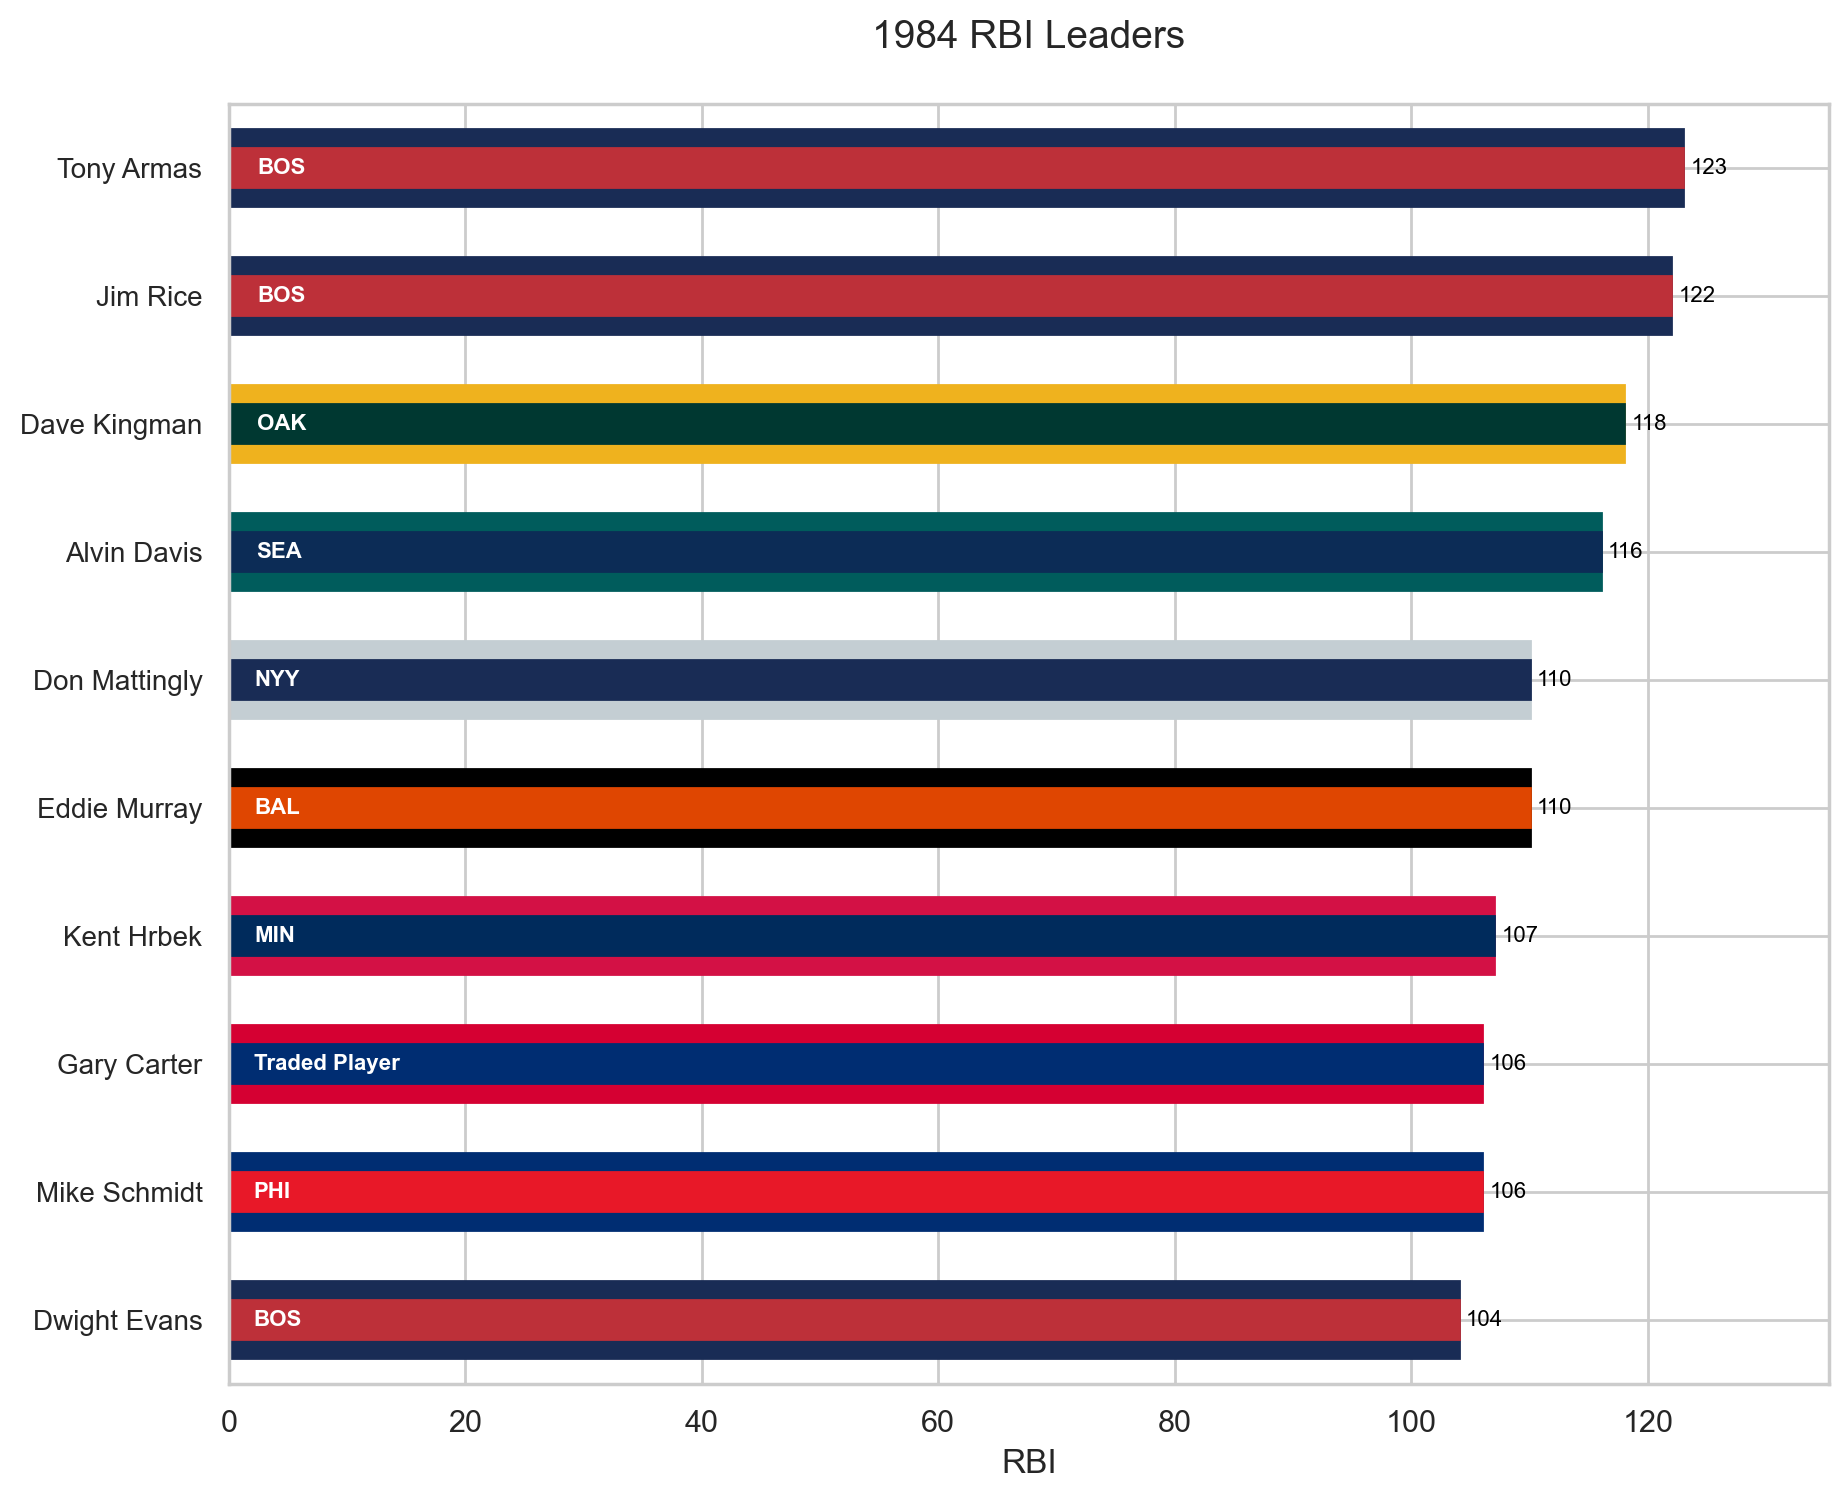 1984 RBI Leaders
Tony Armas
BOS
123
Jim Rice
BOS
122
Dave Kingman
OAK
118
Alvin Davis
SEA
116
Don Mattingly
NYY
110
Eddie Murray
BAL
110
Kent Hrbek
MIN
107
Gary Carter
Traded Player
106
Mike Schmidt
PHI
106
Dwight Evans
BOS
104
0 20 40 60 80 100 120
RBI